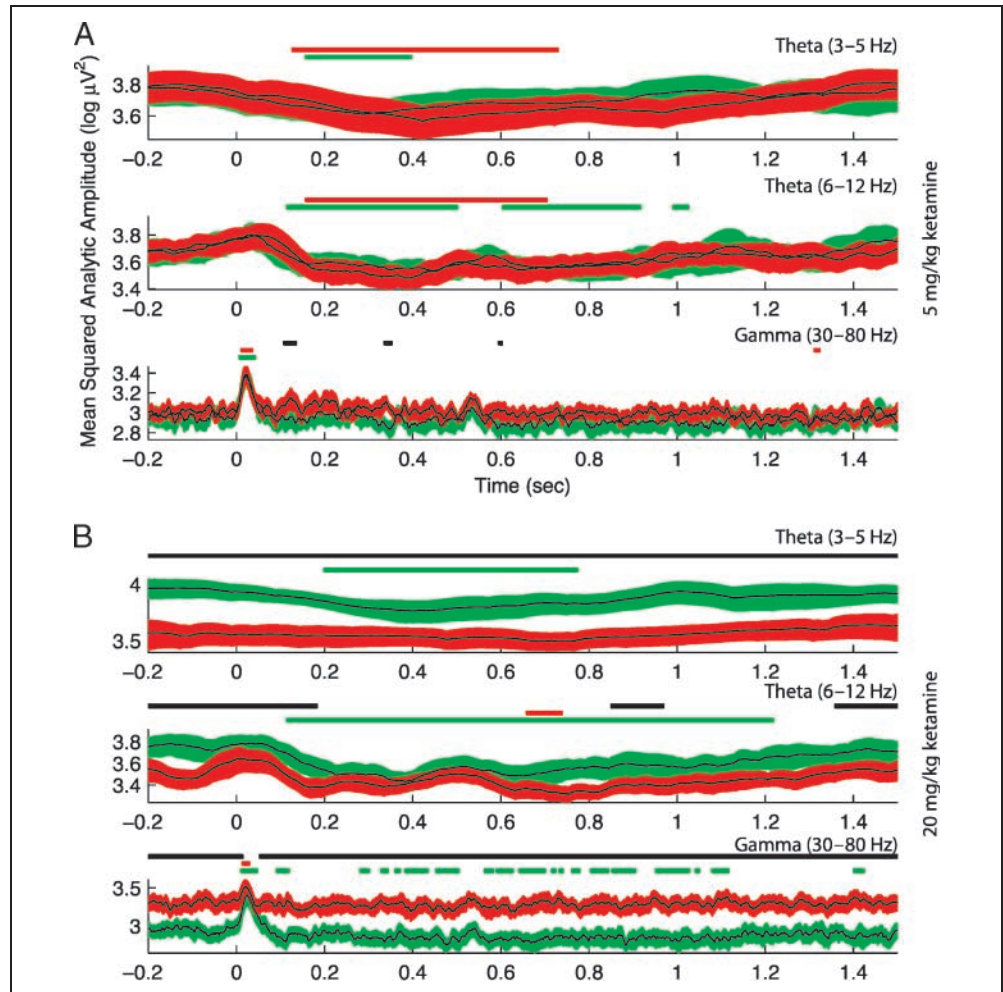 A
Mean Squared Analytic Amplitude (log μV²)
Theta (3–5 Hz)
3.8
3.6
−0.2 0 0.2 0.4 0.6 0.8 1 1.2 1.4
Theta (6–12 Hz)
3.8
3.6
3.4
−0.2 0 0.2 0.4 0.6 0.8 1 1.2 1.4
Gamma (30–80 Hz)
3.4
3.2
3
2.8
−0.2 0 0.2 0.4 0.6 0.8 1 1.2 1.4
Time (sec)
5 mg/kg ketamine
B
Theta (3–5 Hz)
4
3.5
−0.2 0 0.2 0.4 0.6 0.8 1 1.2 1.4
Theta (6–12 Hz)
3.8
3.4
−0.2 0 0.2 0.4 0.6 0.8 1 1.2 1.4
Gamma (30–80 Hz)
3.5
3
−0.2 0 0.2 0.4 0.6 0.8 1 1.2 1.4
20 mg/kg ketamine